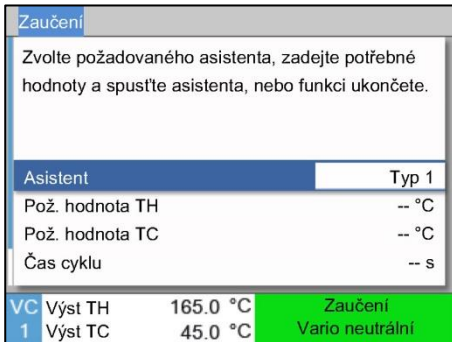 Zaučení
Zvolte požadovaného asistenta, zadejte potřebné
hodnoty a spusťte asistenta, nebo funkci ukončete.
Asistent Typ 1
Pož. hodnota TH -- °C
Pož. hodnota TC -- °C
Čas cyklu -- s
VC Výst TH 165.0 °C Zaučení
1 Výst TC 45.0 °C Vario neutrální